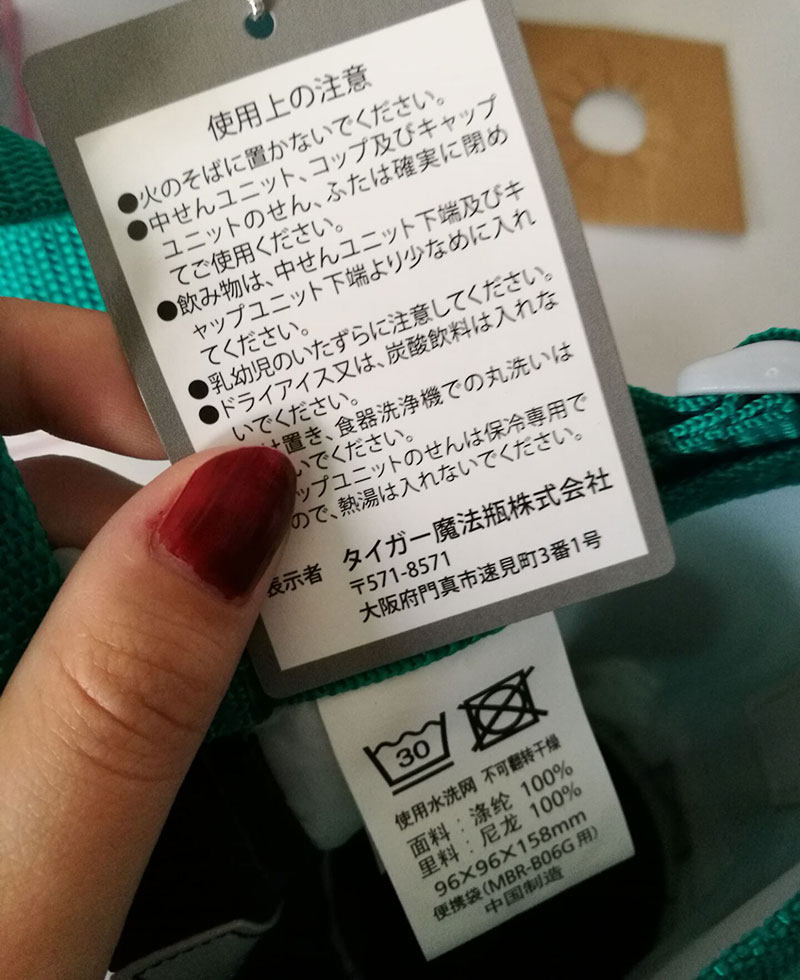 使用上の注意
●火のそばに置かないでください。
●中せんユニット、コップ及びキャップ
ユニットのせん、ふたは確実に閉め
てご使用ください。
●飲み物は、中せんユニット下端及びキ
ャップユニット下端より少なめに入れ
てください。
●乳幼児のいたずらに注意してください。
●ドライアイス又は、炭酸飲料は入れな
いでください。
け置き、食器洗浄機での丸洗いは
いでください。
ップユニットのせんは保冷専用で
ので、熱湯は入れないでください。
表示者 タイガー魔法瓶株式会社
〒571-8571
大阪府門真市速見町3番1号
30
使用水洗网 不可翻转干燥
面料：涤纶 100%
里料：尼龙 100%
96×96×158mm
便携袋(MBR-B06G用)
中国制造